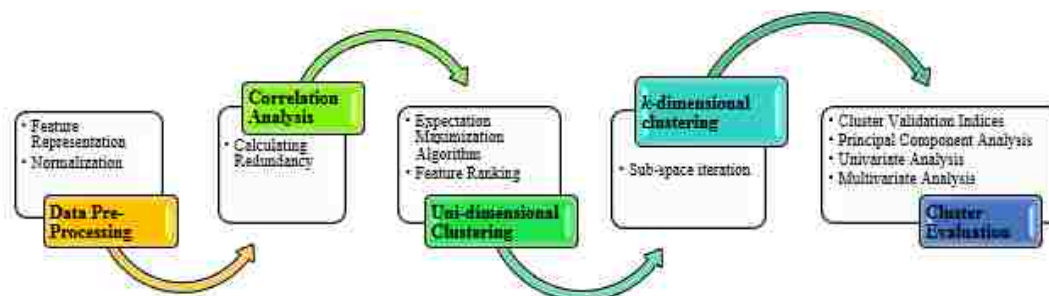 • Feature
Representation
• Normalization
Data Pre-
Processing
Correlation
Analysis
• Calculating
Redundancy
• Expectation
Maximization
Algorithm
• Feature Ranking
Uni-dimensional
Clustering
k-dimensional
clustering
• Sub-space iteration
• Cluster Validation Indices
• Principal Component Analysis
• Univariate Analysis
• Multivariate Analysis
Cluster
Evaluation